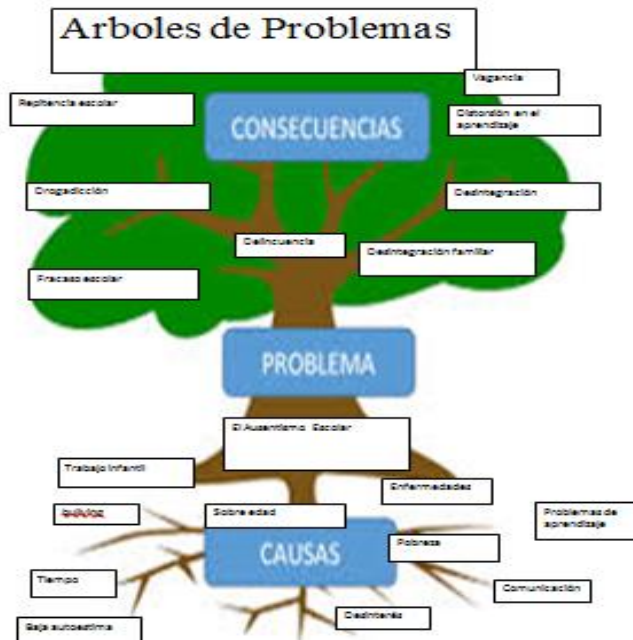 Arboles de Problemas
Vagancia
Repitencia escolar
CONSECUENCIAS
Distorsión en el
aprendizaje
Drogadicción
Desintegración
Delincuencia
Desintegración familiar
Fracaso escolar
PROBLEMA
El Ausentismo Escolar
Trabajo Infantil
Enfermedades
Sobre edad
Problemas de
aprendizaje
CAUSAS
Pobreza
Tiempo
Comunicación
Desinterés
Baja autoestima